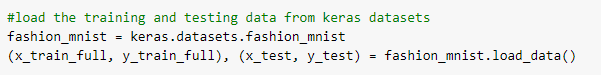 #load the training and testing data from keras datasets
fashion_mnist = keras.datasets.fashion_mnist
(x_train_full, y_train_full), (x_test, y_test) = fashion_mnist.load_data()